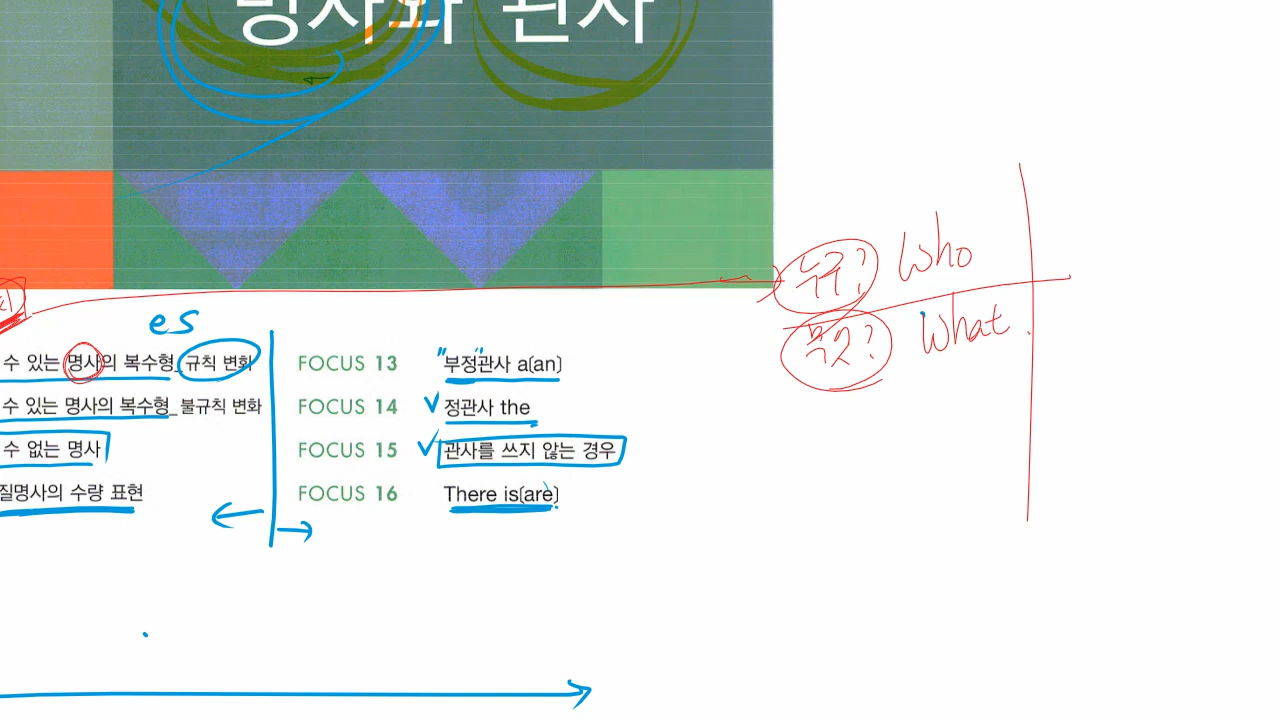 명사와 관사
누구? Who
무엇? What.
es
수 있는 명사의 복수형_규칙 변화
FOCUS 13 "부정"관사 a(an)
수 있는 명사의 복수형_불규칙 변화
FOCUS 14 정관사 the
수 없는 명사
FOCUS 15 관사를 쓰지 않는 경우
질명사의 수량 표현
FOCUS 16 There is(are)